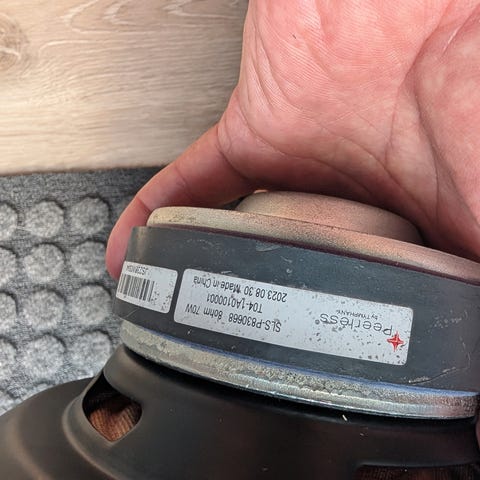 Peerless
by TYMPHANY
SLS-P830668 8ohm 70W
T04-1A0100001
2023.08.30 Made in China